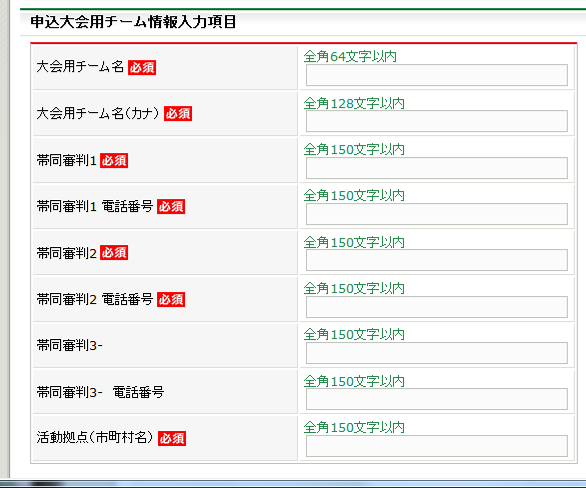 申込大会用チーム情報入力項目
大会用チーム名 必須
全角64文字以内
大会用チーム名(カナ) 必須
全角128文字以内
帯同審判1 必須
全角150文字以内
帯同審判1 電話番号 必須
全角150文字以内
帯同審判2 必須
全角150文字以内
帯同審判2 電話番号 必須
全角150文字以内
帯同審判3-
全角150文字以内
帯同審判3- 電話番号
全角150文字以内
活動拠点(市町村名) 必須
全角150文字以内